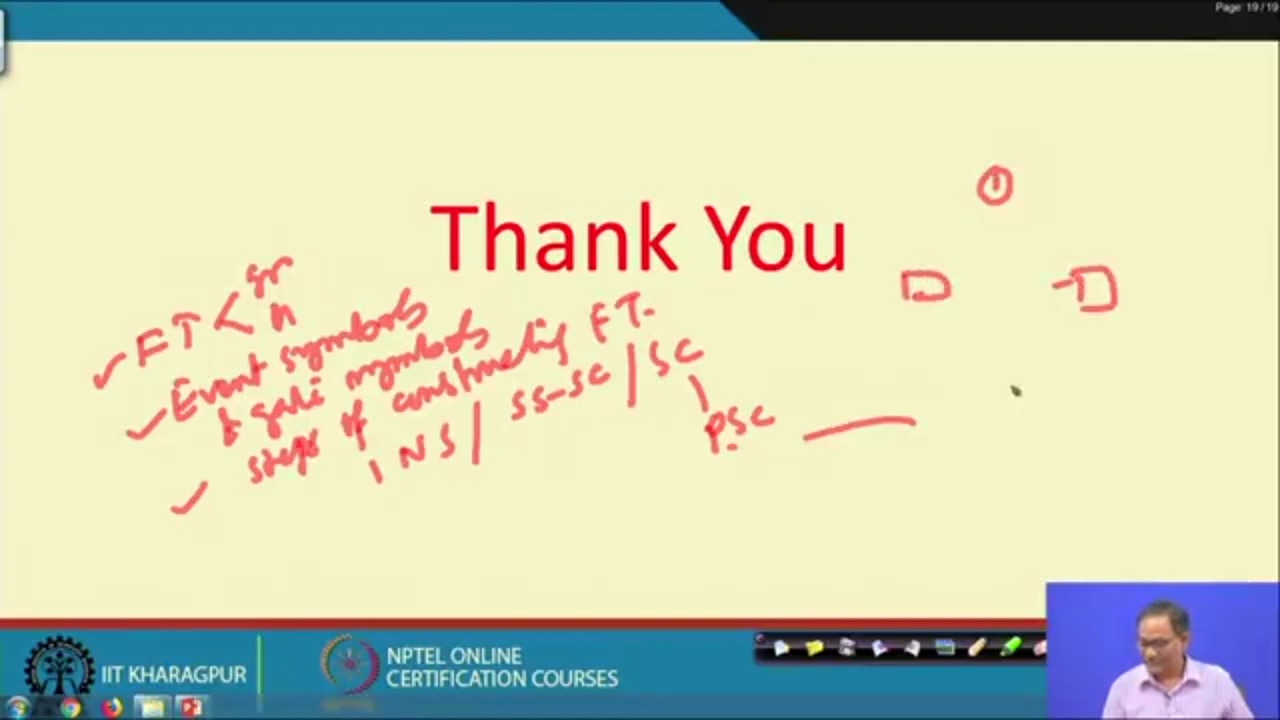 Page: 19/19
Thank You
FT <
Event symbols
& gate symbols
steps of constructing FT.
INS / SS-SC / SC
PSC
IIT KHARAGPUR
NPTEL ONLINE
CERTIFICATION COURSES